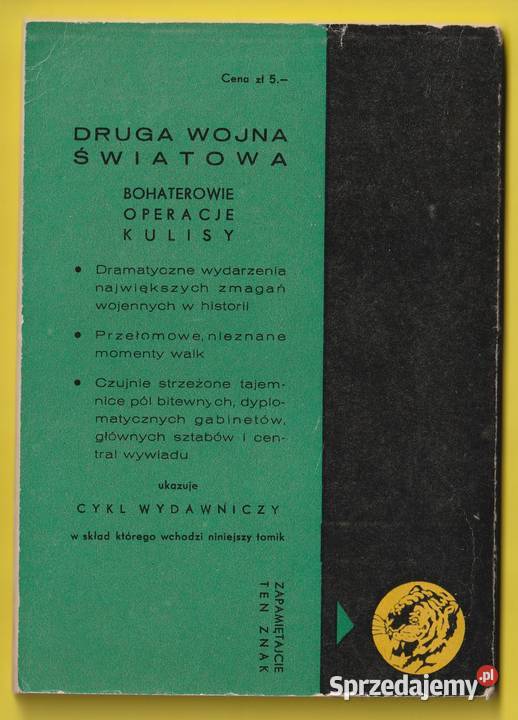 Cena zł 5.—
DRUGA WOJNA
ŚWIATOWA
BOHATEROWIE
OPERACJE
KULISY
● Dramatyczne wydarzenia
największych zmagań
wojennych w historii
● Przełomowe, nieznane
momenty walk
● Czujnie strzeżone tajem-
nice pól bitewnych, dyplo-
matycznych gabinetów,
głównych sztabów i cen-
tral wywiadu
ukazuje
CYKL WYDAWNICZY
w skład którego wchodzi niniejszy tomik
ZAPAMIĘTAJCIE
TEN ZNAK
Sprzedajemy.pl